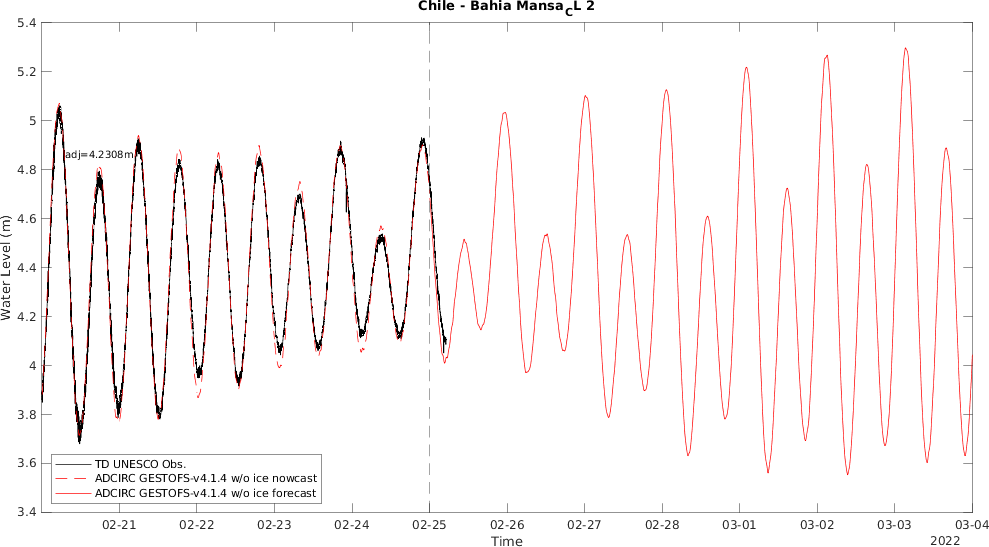 Chile - Bahia Mansa_CL 2
5.4
5.2
5
4.8
4.6
4.4
4.2
4
3.8
3.6
3.4
Water Level (m)
adj=4.2308m
TD UNESCO Obs.
ADCIRC GESTOFS-v4.1.4 w/o ice nowcast
ADCIRC GESTOFS-v4.1.4 w/o ice forecast
02-21 02-22 02-23 02-24 02-25 02-26 02-27 02-28 03-01 03-02 03-03 03-04
Time
2022